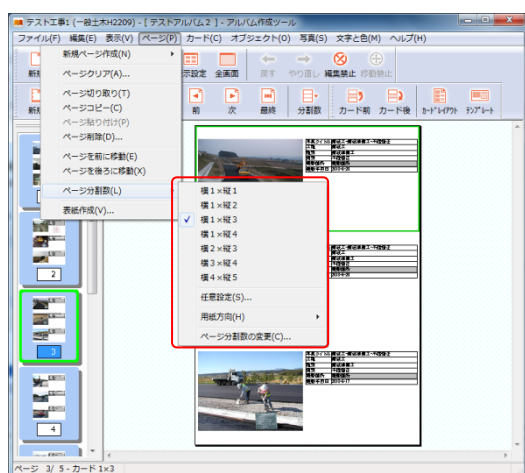 テスト工事1 (一般土木H2209) - [ テストアルバム２ ] - アルバム作成ツール
ファイル(F) 編集(E) 表示(V) ページ(P) カード(C) オブジェクト(O) 写真(S) 文字と色(M) ヘルプ(H)
新規ページ作成(N)
ページクリア(A)...
ページ切り取り(T)
ページコピー(C)
ページ貼り付け(P)
ページ削除(D)...
ページを前に移動(E)
ページを後ろに移動(X)
ページ分割数(L)
表紙作成(V)...
示設定 全画面 戻す やり直し 編集禁止 移動禁止
前 次 最終 分割数 カード前 カード後 カードレイアウト テンプレート
横１×縦１
横１×縦２
横１×縦３
横１×縦４
横２×縦３
横３×縦４
横４×縦５
任意設定(S)...
用紙方向(H)
ページ分割数の変更(C)...
2
3
4
ページ 3/ 5 - カード 1×3